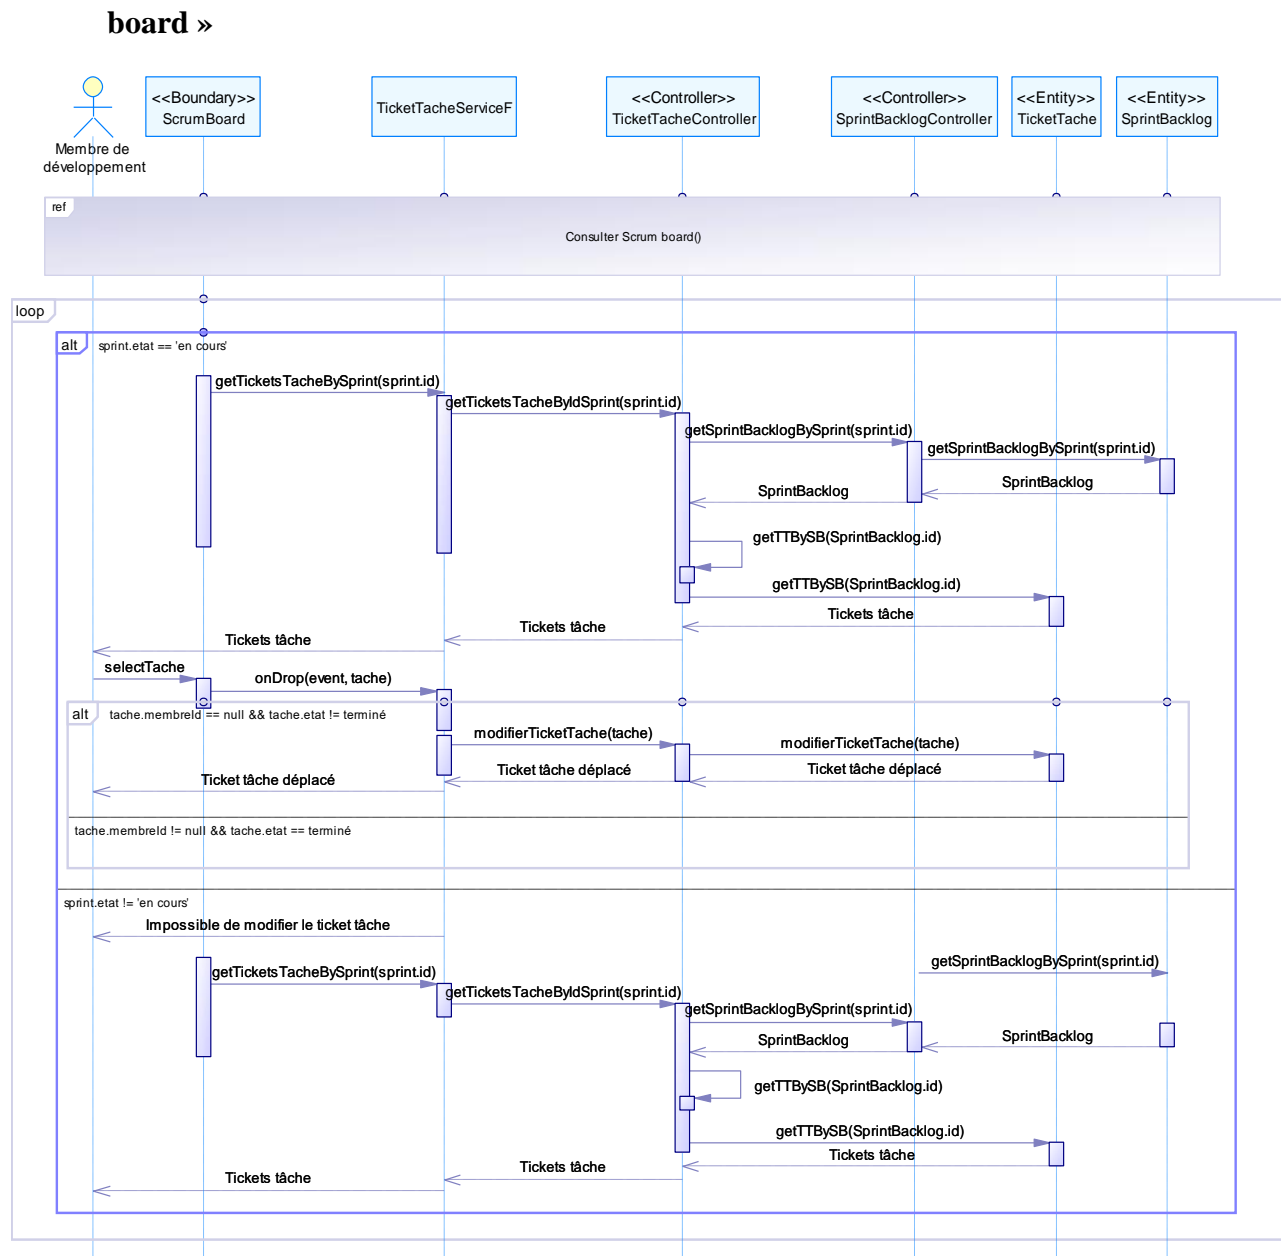 board »
<<Boundary>>
ScrumBoard
TicketTacheServiceF
<<Controller>>
TicketTacheController
<<Controller>>
SprintBacklogController
<<Entity>>
TicketTache
<<Entity>>
SprintBacklog
Membre de
développement
ref
Consulter Scrum board()
loop
alt
sprint.etat == 'en cours'
getTicketsTacheBySprint(sprint.id)
getTicketsTacheByIdSprint(sprint.id)
getSprintBacklogBySprint(sprint.id)
getSprintBacklogBySprint(sprint.id)
SprintBacklog
SprintBacklog
getTTBySB(SprintBacklog.id)
getTTBySB(SprintBacklog.id)
Tickets tâche
Tickets tâche
Tickets tâche
selectTache
onDrop(event, tache)
alt
tache.membreId == null && tache.etat != terminé
modifierTicketTache(tache)
modifierTicketTache(tache)
Ticket tâche déplacé
Ticket tâche déplacé
Ticket tâche déplacé
tache.membreId != null && tache.etat == terminé
sprint.etat != 'en cours'
Impossible de modifier le ticket tâche
getSprintBacklogBySprint(sprint.id)
getTicketsTacheBySprint(sprint.id)
getTicketsTacheByIdSprint(sprint.id)
getSprintBacklogBySprint(sprint.id)
SprintBacklog
SprintBacklog
getTTBySB(SprintBacklog.id)
getTTBySB(SprintBacklog.id)
Tickets tâche
Tickets tâche
Tickets tâche